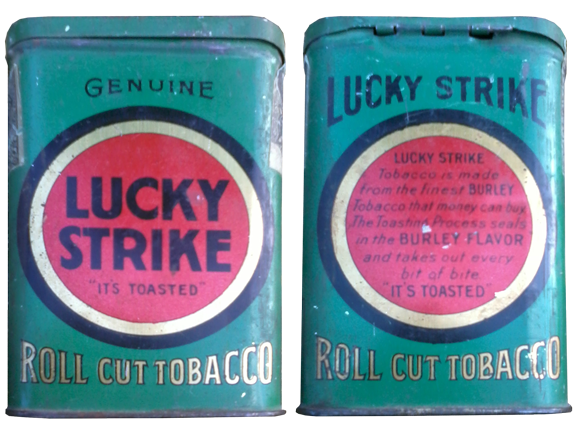 GENUINE
LUCKY
STRIKE
"ITS TOASTED"
ROLL CUT TOBACCO
LUCKY STRIKE
LUCKY STRIKE
Tobacco is made
from the finest BURLEY
Tobacco that money can buy
The Toasting Process seals
in the BURLEY FLAVOR
and takes out every
bit of bite
"IT'S TOASTED"
ROLL CUT TOBACCO